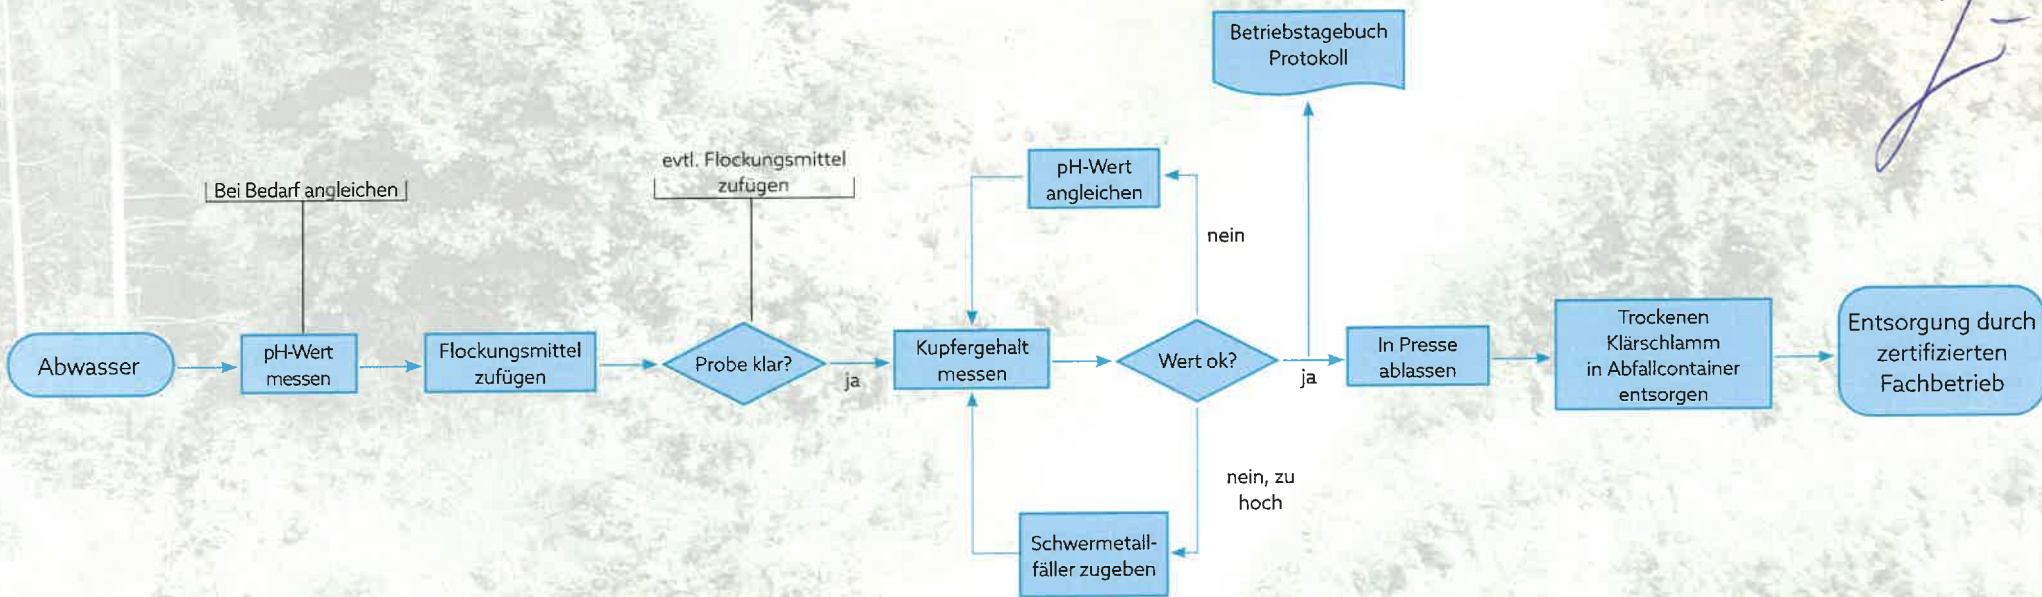 Betriebstagebuch
Protokoll
evtl. Flockungsmittel
zufügen
Bei Bedarf angleichen
pH-Wert
angleichen
nein
Abwasser
pH-Wert
messen
Flockungsmittel
zufügen
Probe klar?
ja
Kupfergehalt
messen
Wert ok?
ja
In Presse
ablassen
Trockenen
Klärschlamm
in Abfallcontainer
entsorgen
Entsorgung durch
zertifizierten
Fachbetrieb
nein, zu
hoch
Schwermetall-
fäller zugeben